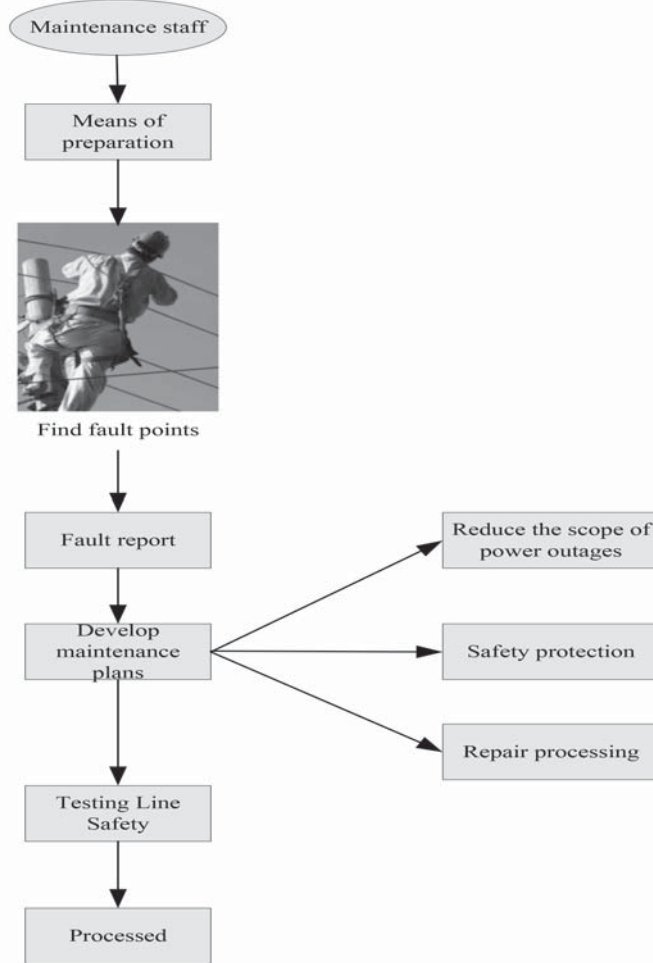 Maintenance staff
Means of
preparation
Find fault points
Fault report
Develop
maintenance
plans
Reduce the scope of
power outages
Safety protection
Repair processing
Testing Line
Safety
Processed